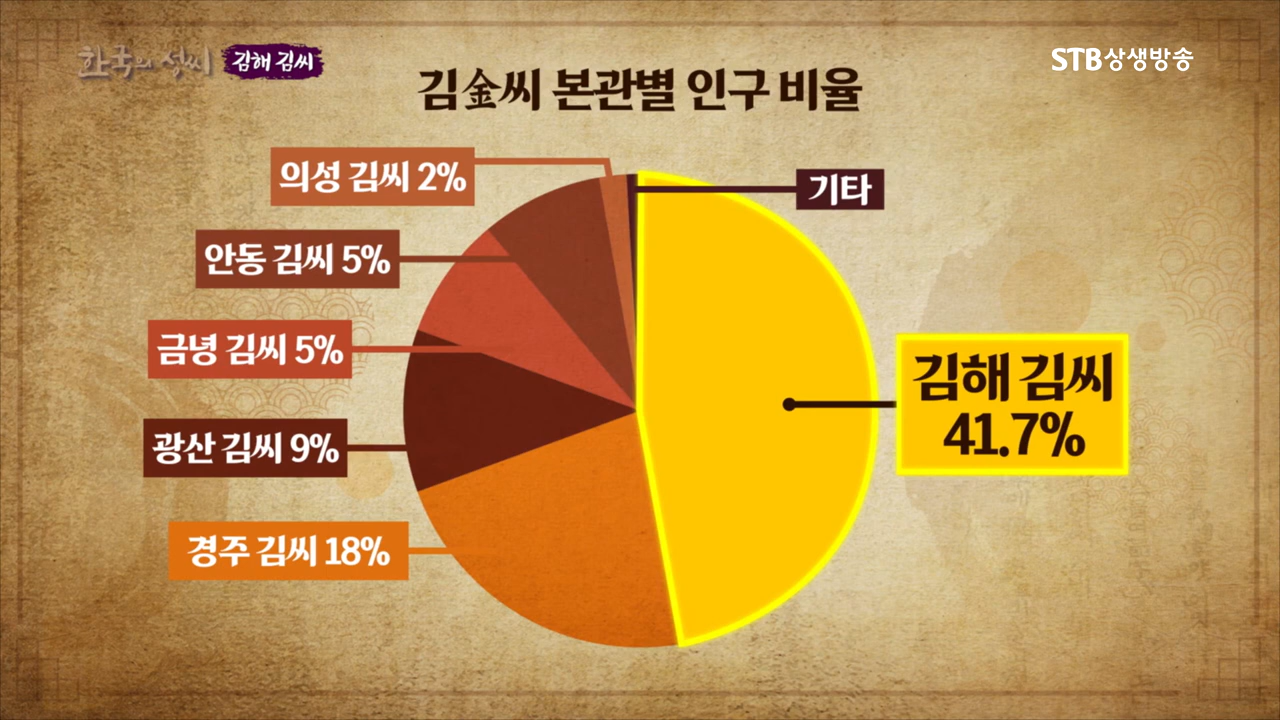 한국의 성씨 김해 김씨
STB상생방송
김金씨 본관별 인구 비율
의성 김씨 2%
기타
안동 김씨 5%
금녕 김씨 5%
김해 김씨
41.7%
광산 김씨 9%
경주 김씨 18%